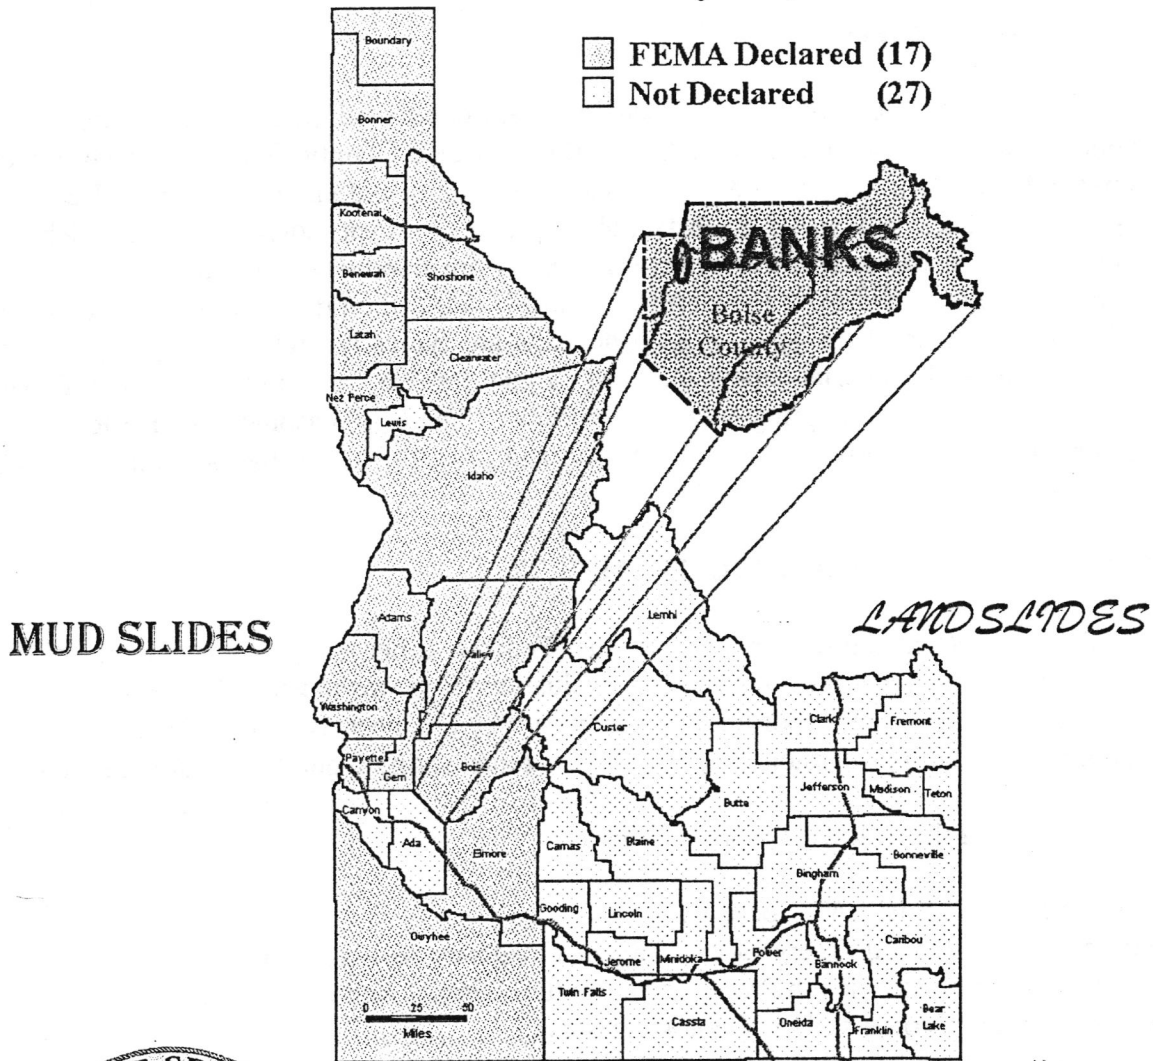 FEMA Declared (17)
Not Declared (27)
Boundary
Bonner
Kootenai
Benewah
Shoshone
Latah
Clearwater
Nez Perce
Lewis
Idaho
BANKS
Boise
County
MUD SLIDES
LANDSLIDES
Adams
Valley
Lemhi
Washington
Custer
Clark
Fremont
Payette
Gem
Boise
Butte
Jefferson
Madison
Teton
Canyon
Ada
Elmore
Camas
Blaine
Bingham
Bonneville
Gooding
Lincoln
Owyhee
Jerome
Minidoka
Power
Bannock
Caribou
Twin Falls
Cassia
Oneida
Franklin
Bear
Lake
0 25 50
Miles